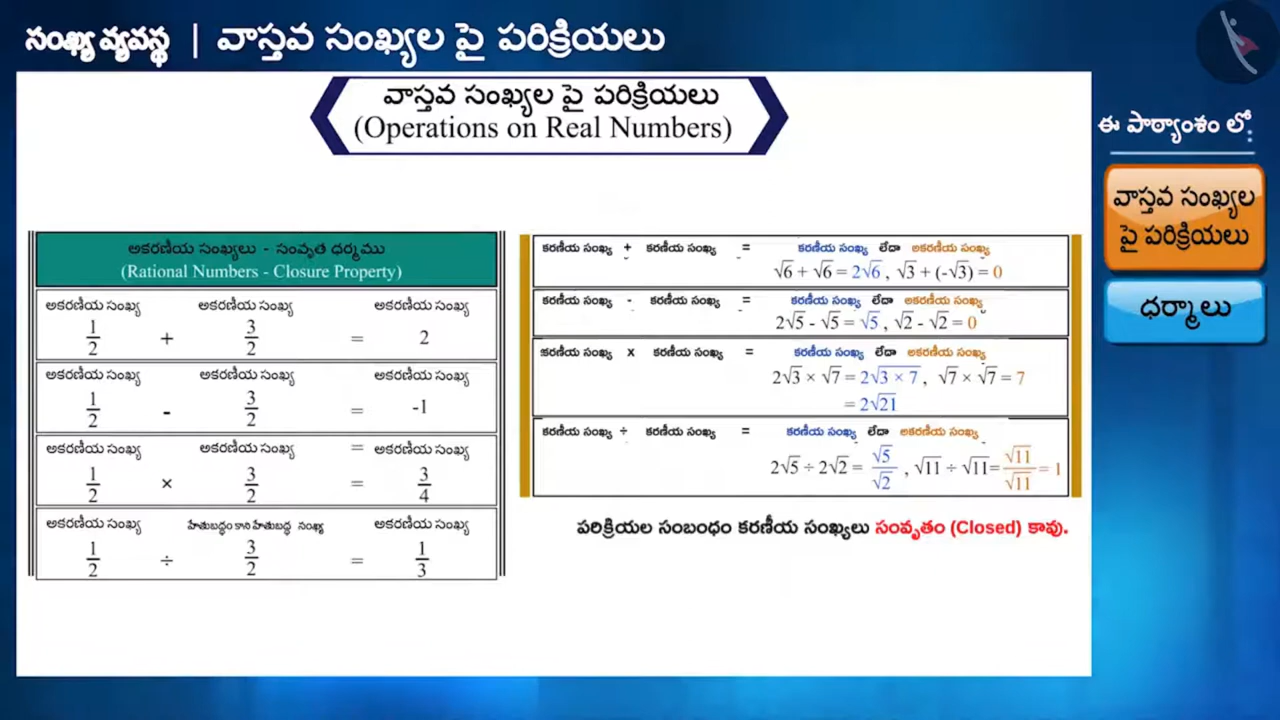 సంఖ్య వ్యవస్థ | వాస్తవ సంఖ్యల పై పరిక్రియలు
వాస్తవ సంఖ్యల పై పరిక్రియలు
(Operations on Real Numbers)
అకరణీయ సంఖ్యలు - సంవృత ధర్మము
(Rational Numbers - Closure Property)
అకరణీయ సంఖ్య అకరణీయ సంఖ్య అకరణీయ సంఖ్య
1/2 + 3/2 = 2
అకరణీయ సంఖ్య అకరణీయ సంఖ్య అకరణీయ సంఖ్య
1/2 - 3/2 = -1
అకరణీయ సంఖ్య అకరణీయ సంఖ్య = అకరణీయ సంఖ్య
1/2 × 3/2 = 3/4
అకరణీయ సంఖ్య హేతుబద్ధం కాని హేతుబద్ధ సంఖ్య అకరణీయ సంఖ్య
1/2 ÷ 3/2 = 1/3
కరణీయ సంఖ్య + కరణీయ సంఖ్య = కరణీయ సంఖ్య లేదా అకరణీయ సంఖ్య
√6 + √6 = 2√6 , √3 + (-√3) = 0
కరణీయ సంఖ్య - కరణీయ సంఖ్య = కరణీయ సంఖ్య లేదా అకరణీయ సంఖ్య
2√5 - √5 = √5 , √2 - √2 = 0
కరణీయ సంఖ్య x కరణీయ సంఖ్య = కరణీయ సంఖ్య లేదా అకరణీయ సంఖ్య
2√3 × √7 = 2√3 × 7 , √7 × √7 = 7
= 2√21
కరణీయ సంఖ్య ÷ కరణీయ సంఖ్య = కరణీయ సంఖ్య లేదా అకరణీయ సంఖ్య
2√5 ÷ 2√2 = √5/√2 , √11 ÷ √11 = √11/√11 = 1
పరిక్రియల సంబంధం కరణీయ సంఖ్యలు సంవృతం (Closed) కావు.
ఈ పాఠ్యాంశం లో:
వాస్తవ సంఖ్యల
పై పరిక్రియలు
ధర్మాలు